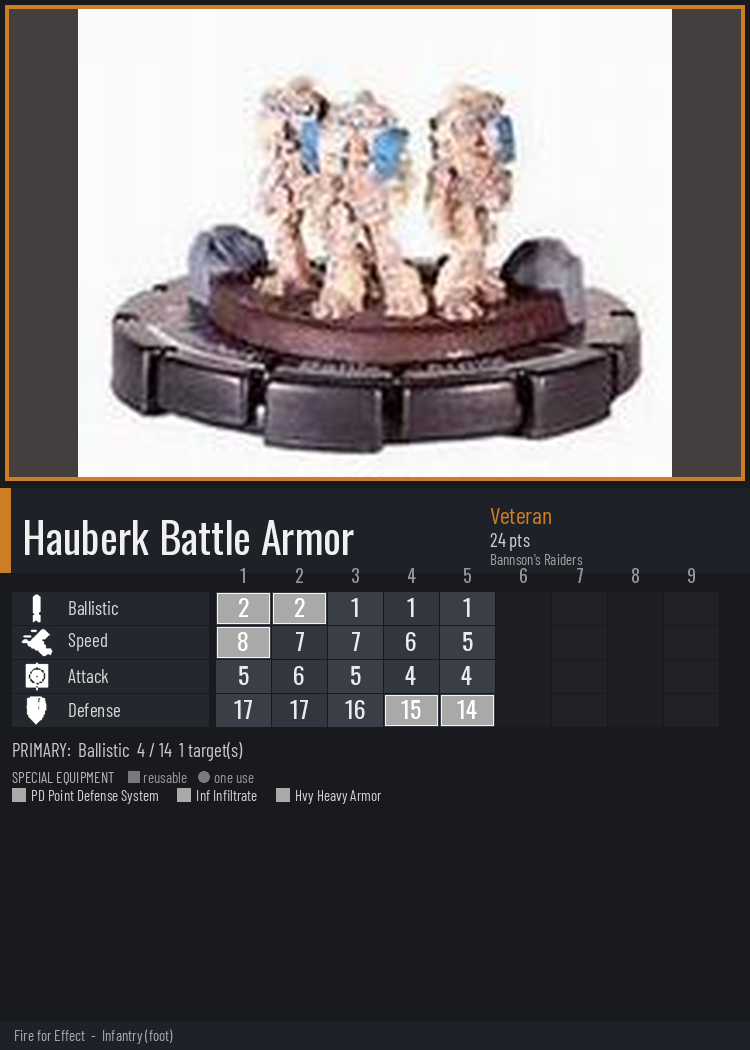 Hauberk Battle Armor
Veteran
24 pts
Bannson's Raiders
1 2 3 4 5 6 7 8 9
Ballistic 2 2 1 1 1
Speed 8 7 7 6 5
Attack 5 6 5 4 4
Defense 17 17 16 15 14
PRIMARY: Ballistic 4 / 14 1 target(s)
SPECIAL EQUIPMENT reusable one use
PD Point Defense System Inf Infiltrate Hvy Heavy Armor
Fire for Effect - Infantry (foot)